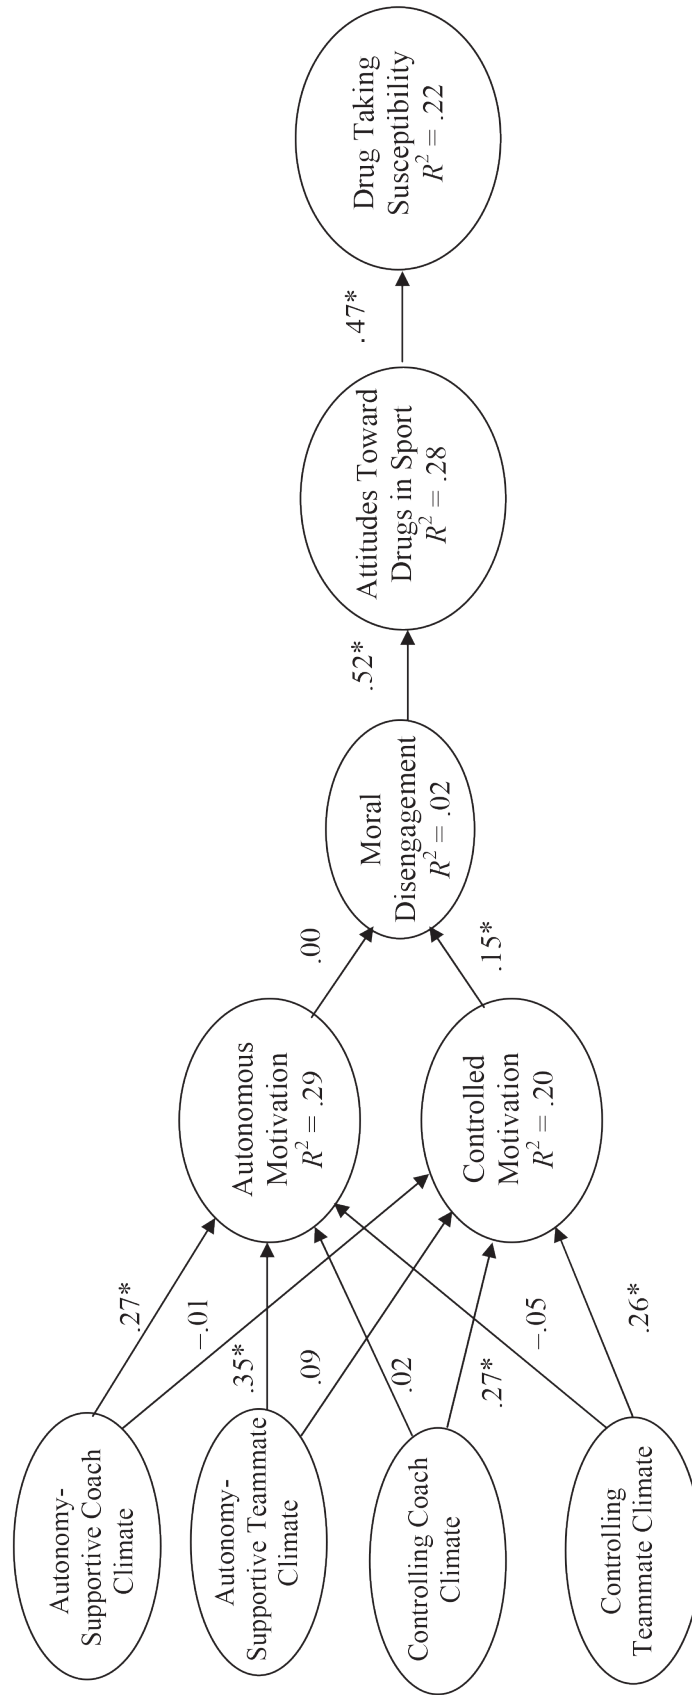 Autonomy-
Supportive Coach
Climate
Autonomy-
Supportive Teammate
Climate
Controlling Coach
Climate
Controlling
Teammate Climate
.27*
–.01
.35*
.09
.02
.27*
–.05
.26*
Autonomous
Motivation
R² = .29
Controlled
Motivation
R² = .20
.00
.15*
Moral
Disengagement
R² = .02
.52*
Attitudes Toward
Drugs in Sport
R² = .28
.47*
Drug Taking
Susceptibility
R² = .22